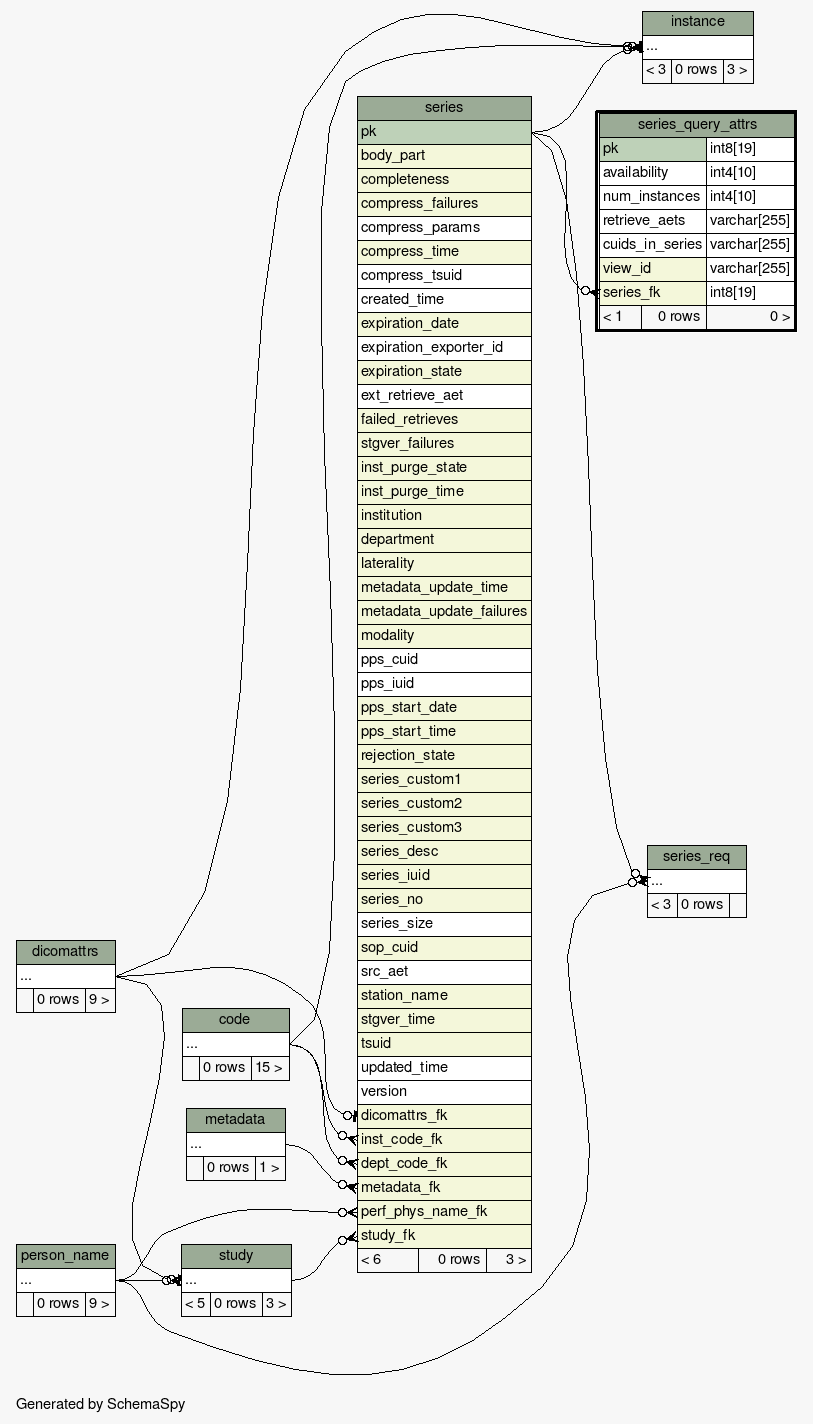 instance
...
< 3 0 rows 3 >
series
pk
body_part
completeness
compress_failures
compress_params
compress_time
compress_tsuid
created_time
expiration_date
expiration_exporter_id
expiration_state
ext_retrieve_aet
failed_retrieves
stgver_failures
inst_purge_state
inst_purge_time
institution
department
laterality
metadata_update_time
metadata_update_failures
modality
pps_cuid
pps_iuid
pps_start_date
pps_start_time
rejection_state
series_custom1
series_custom2
series_custom3
series_desc
series_iuid
series_no
series_size
sop_cuid
src_aet
station_name
stgver_time
tsuid
updated_time
version
dicomattrs_fk
inst_code_fk
dept_code_fk
metadata_fk
perf_phys_name_fk
study_fk
< 6 0 rows 3 >
series_query_attrs
pk int8[19]
availability int4[10]
num_instances int4[10]
retrieve_aets varchar[255]
cuids_in_series varchar[255]
view_id varchar[255]
series_fk int8[19]
< 1 0 rows 0 >
series_req
...
< 3 0 rows
dicomattrs
...
0 rows 9 >
code
...
0 rows 15 >
metadata
...
0 rows 1 >
person_name
...
0 rows 9 >
study
...
< 5 0 rows 3 >
Generated by SchemaSpy